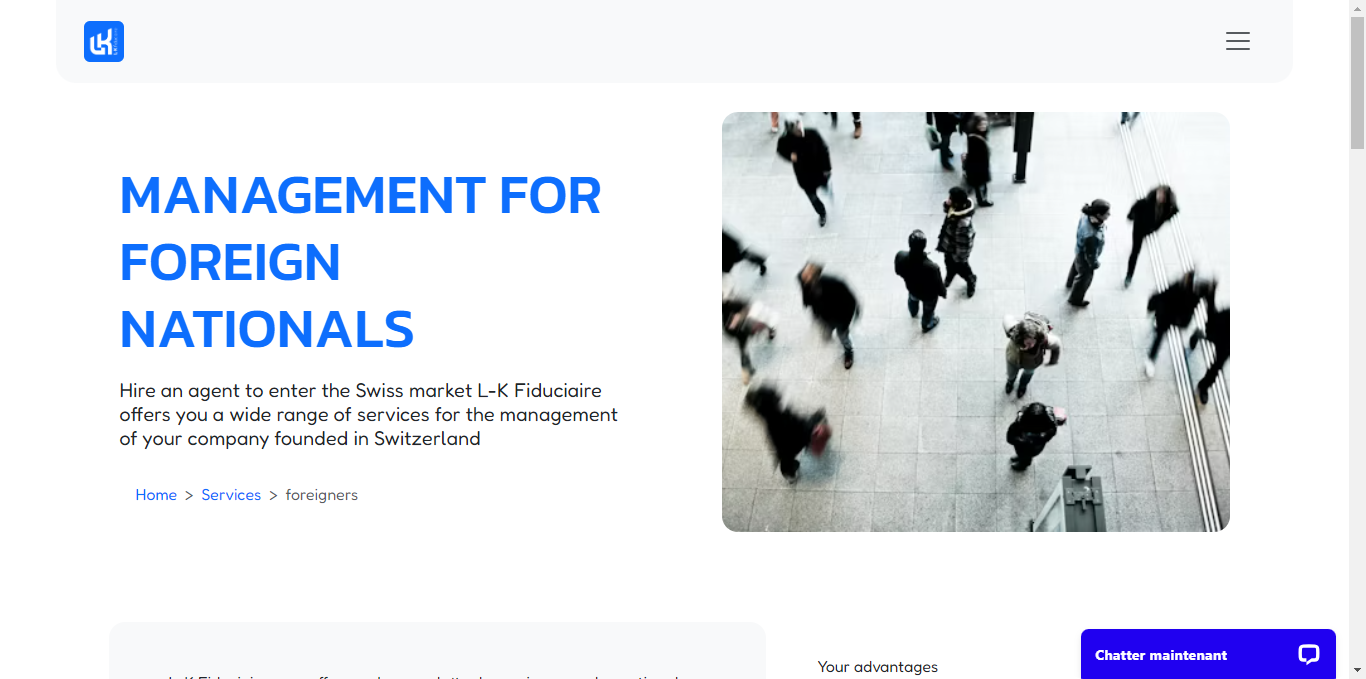 LK
MANAGEMENT FOR
FOREIGN
NATIONALS
Hire an agent to enter the Swiss market L-K Fiduciaire
offers you a wide range of services for the management
of your company founded in Switzerland
Home > Services > foreigners
Your advantages
Chatter maintenant